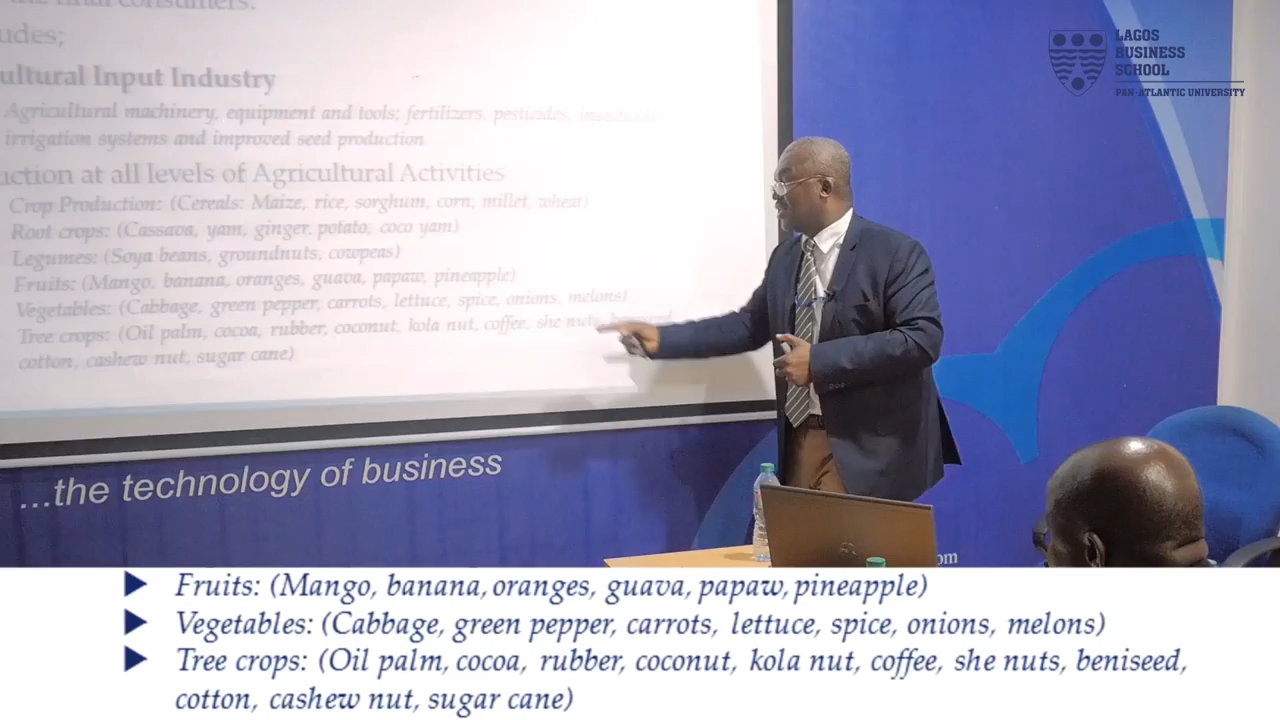 the final consumers.
udes;
ultural Input Industry
Agricultural machinery, equipment and tools; fertilizers, pesticides,
irrigation systems and improved seed production
uction at all levels of Agricultural Activities
Crop Production: (Cereals: Maize, rice, sorghum, corn, millet, wheat)
Root crops: (Cassava, yam, ginger, potato, coco yam)
Legumes: (Soya beans, groundnuts, cowpeas)
Fruits: (Mango, banana, oranges, guava, papaw, pineapple)
Vegetables: (Cabbage, green pepper, carrots, lettuce, spice, onions, melons)
Tree crops: (Oil palm, cocoa, rubber, coconut, kola nut, coffee, she nuts,
cotton, cashew nut, sugar cane)
...the technology of business
LAGOS
BUSINESS
SCHOOL
PAN-ATLANTIC UNIVERSITY
om
Fruits: (Mango, banana, oranges, guava, papaw, pineapple)
Vegetables: (Cabbage, green pepper, carrots, lettuce, spice, onions, melons)
Tree crops: (Oil palm, cocoa, rubber, coconut, kola nut, coffee, she nuts, beniseed,
cotton, cashew nut, sugar cane)